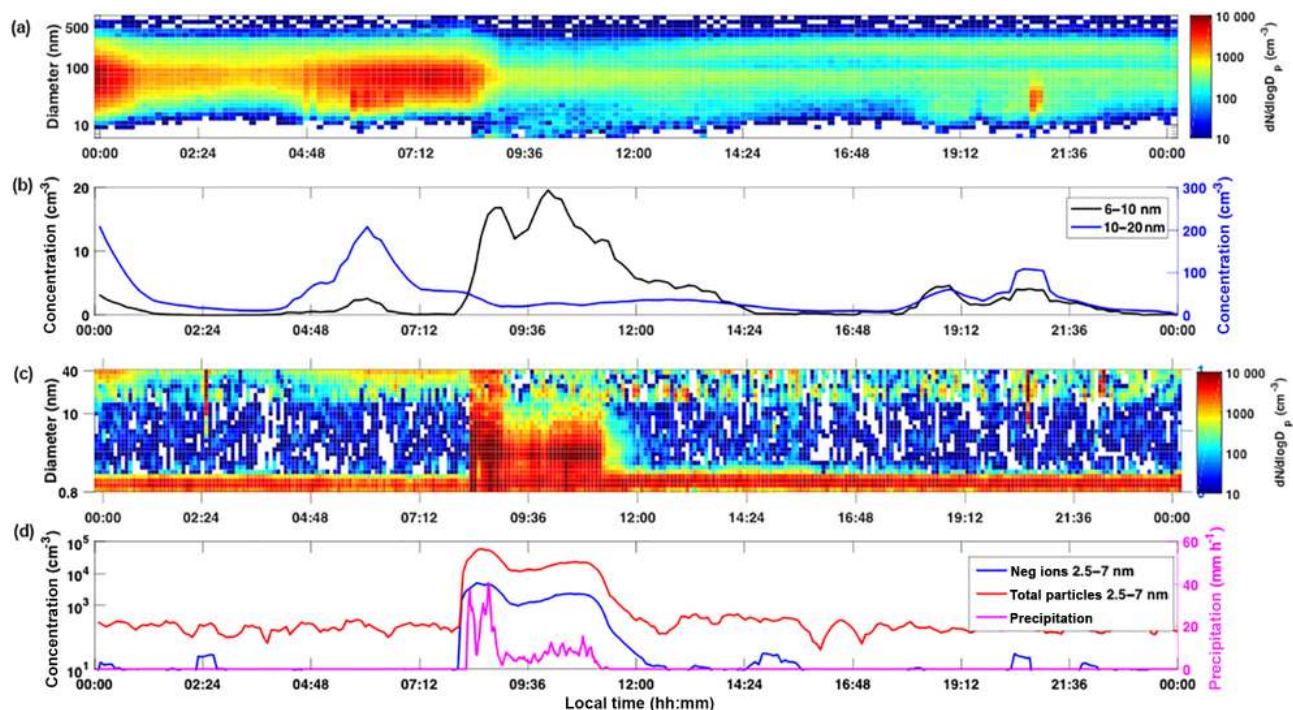 (a)
Diameter (nm)
500
100
10
00:00 02:24 04:48 07:12 09:36 12:00 14:24 16:48 19:12 21:36 00:00
10 000
1000
100
10
dN/dlogD p (cm-3)
(b)
Concentration (cm-3)
20
10
0
6–10 nm
10–20 nm
300
200
100
0
Concentration (cm-3)
00:00 02:24 04:48 07:12 09:36 12:00 14:24 16:48 19:12 21:36 00:00
(c)
Diameter (nm)
40
10
0.8
00:00 02:24 04:48 07:12 09:36 12:00 14:24 16:48 19:12 21:36 00:00
10 000
1000
100
10
dN/dlogD p (cm-3)
(d)
Concentration (cm-3)
10^5
10^4
10^3
10^1
Neg ions 2.5–7 nm
Total particles 2.5–7 nm
Precipitation
60
40
20
0
Precipitation (mm h-1)
00:00 02:24 04:48 07:12 09:36 12:00 14:24 16:48 19:12 21:36 00:00
Local time (hh:mm)